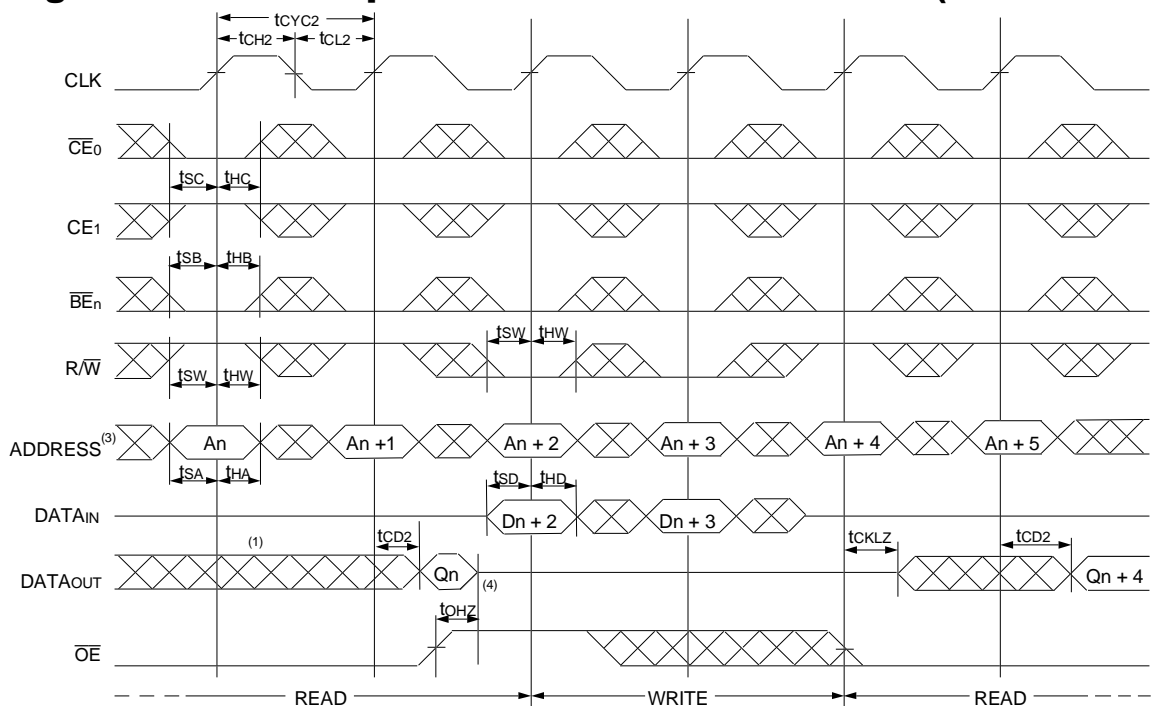 tCYC2
tCH2 tCL2
CLK
CE0
tSC tHC
CE1
tSB tHB
BEn
tSW tHW
R/W
tSW tHW
ADDRESS(3) An An +1 An + 2 An + 3 An + 4 An + 5
tSA tHA tSD tHD
DATAIN Dn + 2 Dn + 3
(1) tCD2 tCKLZ tCD2
DATAOUT Qn (4) Qn + 4
tOHZ
OE
READ WRITE READ